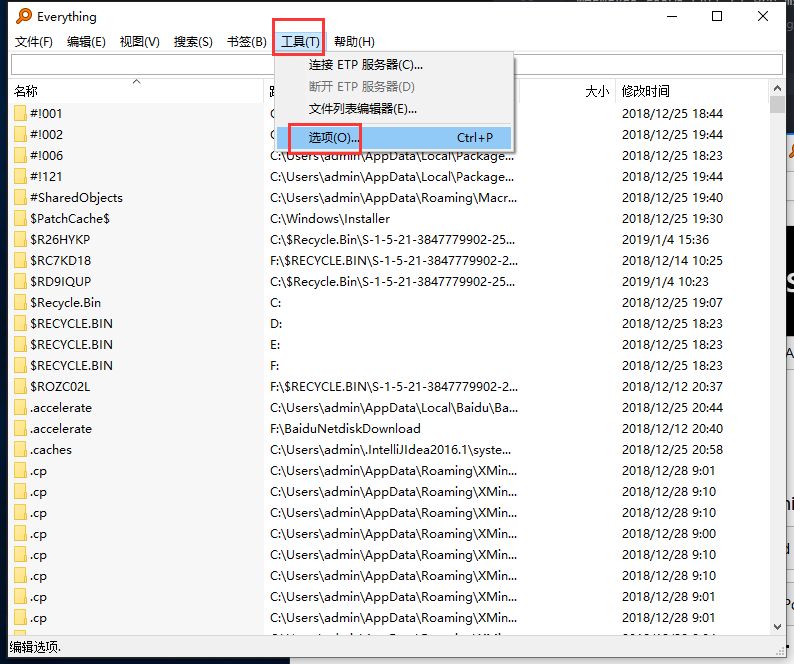 Everything
文件(F) 编辑(E) 视图(V) 搜索(S) 书签(B) 工具(T) 帮助(H)
连接 ETP 服务器(C)...
断开 ETP 服务器(D)
文件列表编辑器(E)...
选项(O)... Ctrl+P
名称 大小 修改时间
#!001 2018/12/25 18:44
#!002 2018/12/25 19:44
#!006 C:\Users\admin\AppData\Local\Package... 2018/12/25 18:23
#!121 C:\Users\admin\AppData\Local\Package... 2018/12/25 19:44
#SharedObjects C:\Users\admin\AppData\Roaming\Macr... 2018/12/25 19:40
$PatchCache$ C:\Windows\Installer 2018/12/25 19:30
$R26HYKP C:\$Recycle.Bin\S-1-5-21-3847779902-25... 2019/1/4 15:36
$RC7KD18 F:\$RECYCLE.BIN\S-1-5-21-3847779902-2... 2018/12/14 10:25
$RD9IQUP C:\$Recycle.Bin\S-1-5-21-3847779902-25... 2019/1/4 10:23
$Recycle.Bin C: 2018/12/25 19:07
$RECYCLE.BIN D: 2018/12/25 18:23
$RECYCLE.BIN E: 2018/12/25 18:23
$RECYCLE.BIN F: 2018/12/25 18:23
$ROZC02L F:\$RECYCLE.BIN\S-1-5-21-3847779902-2... 2018/12/12 20:37
.accelerate C:\Users\admin\AppData\Local\Baidu\Ba... 2018/12/25 20:44
.accelerate F:\BaiduNetdiskDownload 2018/12/12 20:40
.caches C:\Users\admin\.IntelliJIdea2016.1\syste... 2018/12/25 20:58
.cp C:\Users\admin\AppData\Roaming\XMin... 2018/12/28 9:01
.cp C:\Users\admin\AppData\Roaming\XMin... 2018/12/28 9:10
.cp C:\Users\admin\AppData\Roaming\XMin... 2018/12/28 9:10
.cp C:\Users\admin\AppData\Roaming\XMin... 2018/12/28 9:00
.cp C:\Users\admin\AppData\Roaming\XMin... 2018/12/28 9:10
.cp C:\Users\admin\AppData\Roaming\XMin... 2018/12/28 9:10
.cp C:\Users\admin\AppData\Roaming\XMin... 2018/12/28 9:01
.cp C:\Users\admin\AppData\Roaming\XMin... 2018/12/28 9:01
编辑选项.